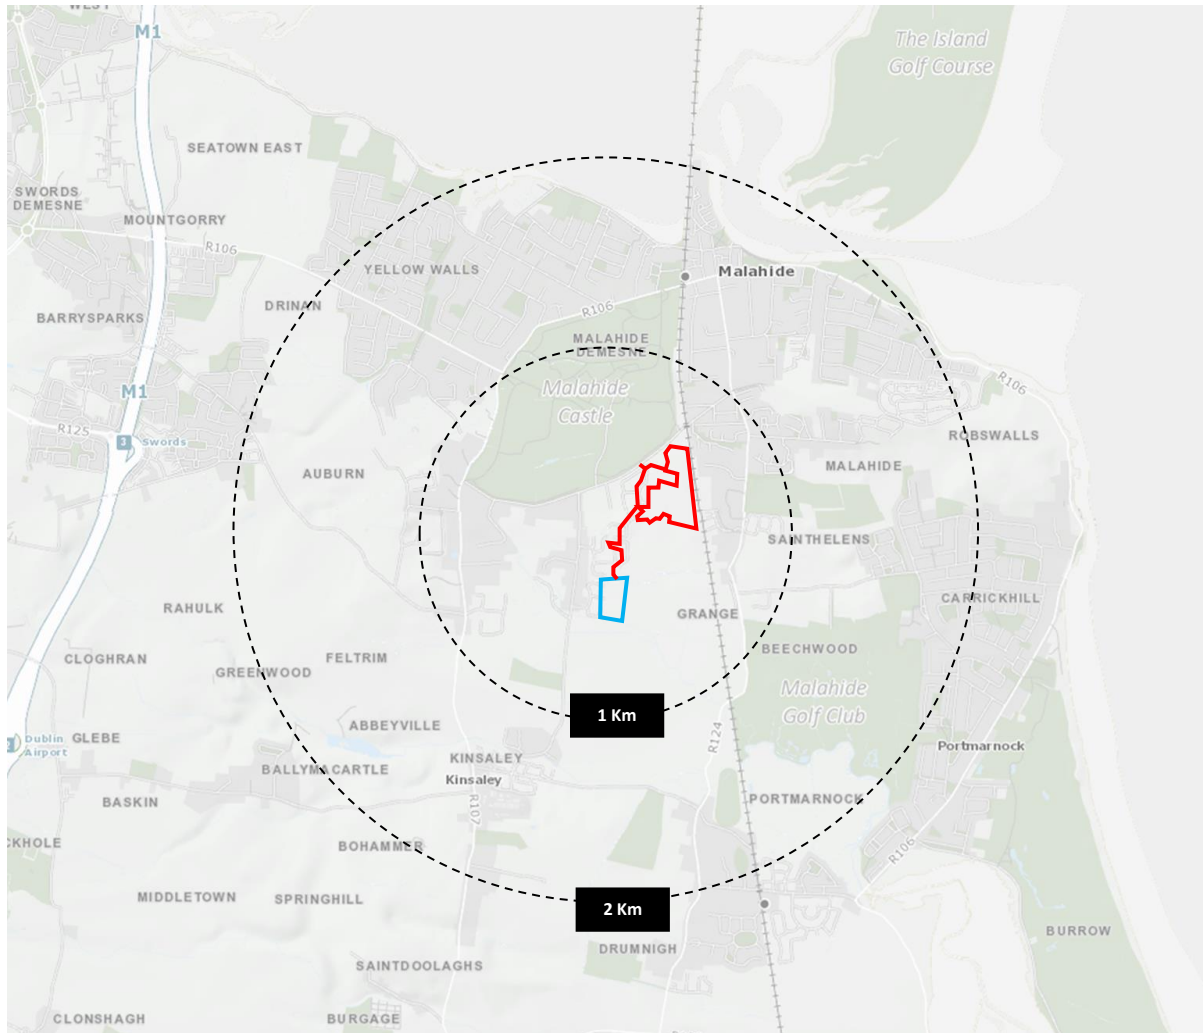 WEST
M1
The Island
Golf Course
SEATOWN EAST
SWORDS
DEMESNE
MOUNTGORRY
R106
YELLOW WALLS
Malahide
DRINAN
R106
BARRYSPARKS
MALAHIDE
DEMESNE
M1
Malahide
Castle
R106
R125
3
Swords
ROBSWALLS
AUBURN
MALAHIDE
SAINTHELENS
RAHULK
CARRICKHILL
GRANGE
CLOGHRAN
FELTRIM
BEECHWOOD
GREENWOOD
Malahide
Golf Club
1 Km
ABBEYVILLE
Dublin
Airport
GLEBE
R124
Portmarnock
KINSALEY
BALLYMACARTLE
Kinsaley
BASKIN
PORTMARNOCK
R107
CKHOLE
BOHAMMER
R106
MIDDLETOWN
SPRINGHILL
2 Km
BURROW
DRUMNIGH
SAINTDOOLAGHS
CLONSHAGH
BURGAGE